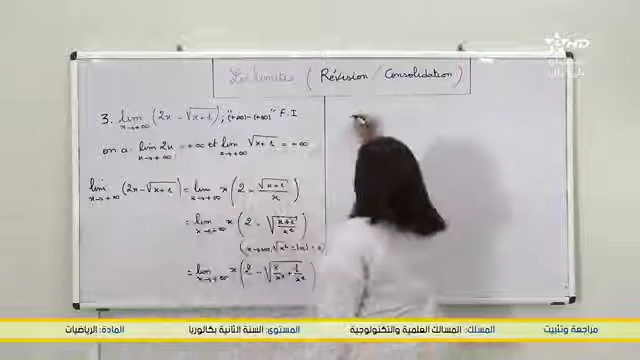 Les limites ( Révision / Consolidation )
3. lim x→+∞ (2x - √(x+1)) ; "(+∞)-(+∞)" F.I
on a: lim x→+∞ 2x = +∞ et lim x→+∞ √(x+1) = +∞
lim x→+∞ (2x - √(x+1)) = lim x→+∞ x(2 - √(x+1)/x)
= lim x→+∞ x(2 - √((x+1)/x²))
(x→+∞; √x² = |x| = x)
= lim x→+∞ x(2 - √(x/x² + 1/x²))
مراجعة وتثبيت
المسلك: المسالك العلمية والتكنولوجية
المستوى: السنة الثانية بكالوريا
المادة: الرياضيات